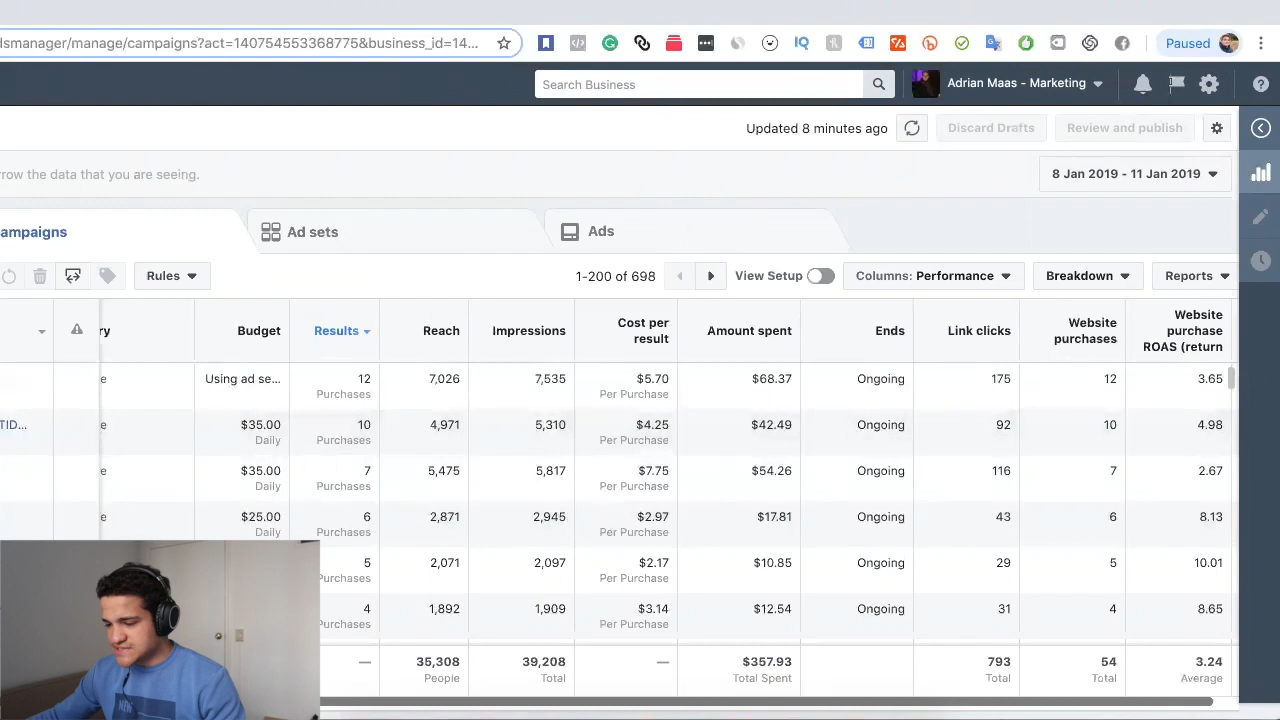 dsmanager/manage/campaigns?act=140754553368775&business_id=14...
Paused
Search Business
Adrian Maas - Marketing
Updated 8 minutes ago
Discard Drafts
Review and publish
rrow the data that you are seeing.
8 Jan 2019 - 11 Jan 2019
ampaigns
Ad sets
Ads
Rules
1-200 of 698
View Setup
Columns: Performance
Breakdown
Reports
ry
Budget
Results
Reach
Impressions
Cost per
result
Amount spent
Ends
Link clicks
Website
purchases
Website
purchase
ROAS (return
e Using ad se... 12 7,026 7,535 $5.70 $68.37 Ongoing 175 12 3.65
Purchases Per Purchase
TID... e $35.00 10 4,971 5,310 $4.25 $42.49 Ongoing 92 10 4.98
Daily Purchases Per Purchase
e $35.00 7 5,475 5,817 $7.75 $54.26 Ongoing 116 7 2.67
Daily Purchases Per Purchase
e $25.00 6 2,871 2,945 $2.97 $17.81 Ongoing 43 6 8.13
Daily Purchases Per Purchase
5 2,071 2,097 $2.17 $10.85 Ongoing 29 5 10.01
Purchases Per Purchase
4 1,892 1,909 $3.14 $12.54 Ongoing 31 4 8.65
Purchases Per Purchase
— 35,308 39,208 — $357.93 793 54 3.24
People Total Total Spent Total Total Average